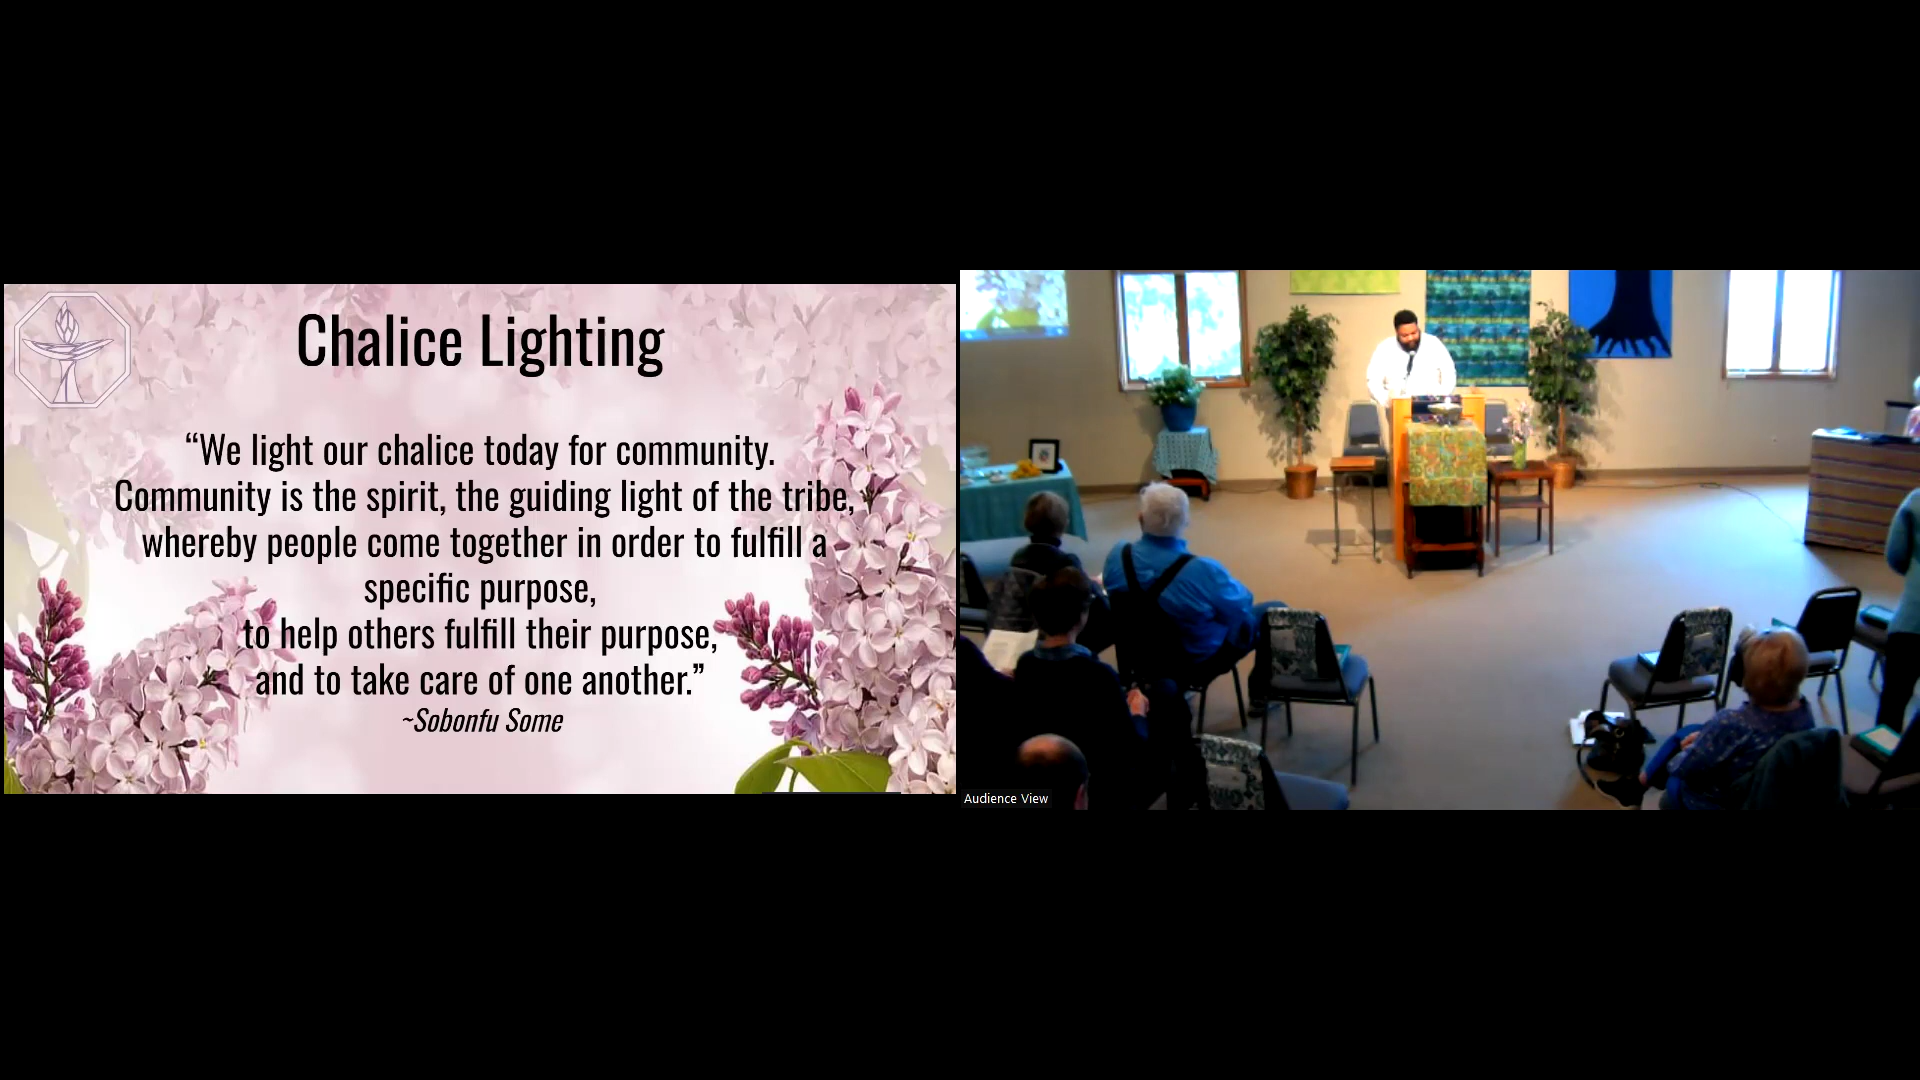 Chalice Lighting
“We light our chalice today for community.
Community is the spirit, the guiding light of the tribe,
whereby people come together in order to fulfill a
specific purpose,
to help others fulfill their purpose,
and to take care of one another.”
~Sobonfu Some
Audience View